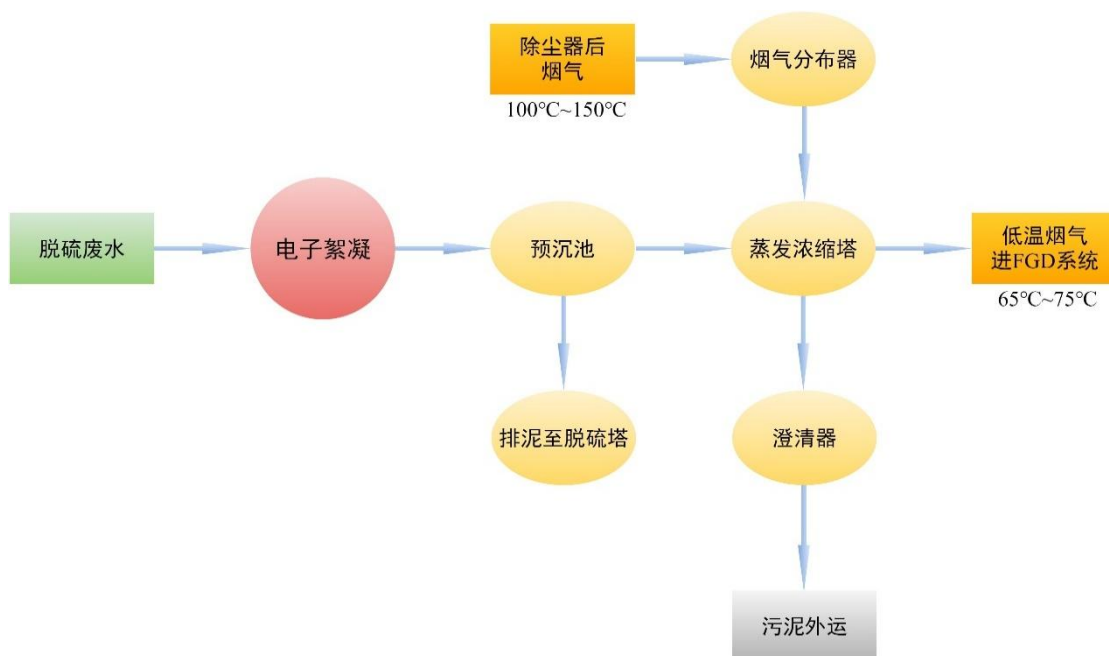 除尘器后
烟气
烟气分布器
100℃~150℃
脱硫废水
电子絮凝
预沉池
蒸发浓缩塔
低温烟气
进FGD系统
65℃~75℃
排泥至脱硫塔
澄清器
污泥外运